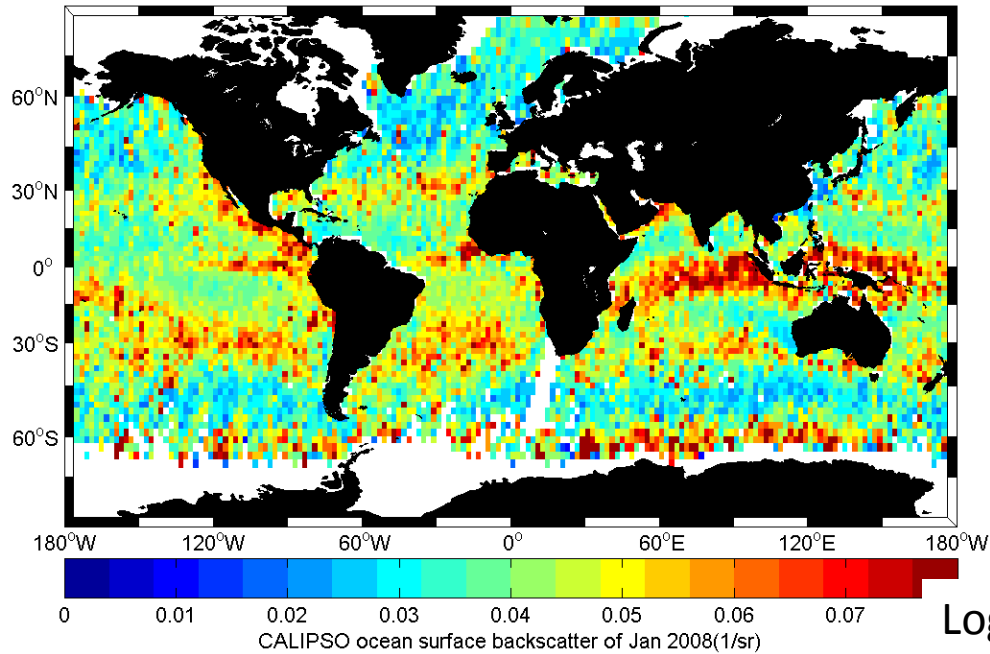 60°N
30°N
0°
30°S
60°S
180°W 120°W 60°W 0° 60°E 120°E 180°W
0 0.01 0.02 0.03 0.04 0.05 0.06 0.07
CALIPSO ocean surface backscatter of Jan 2008(1/sr)